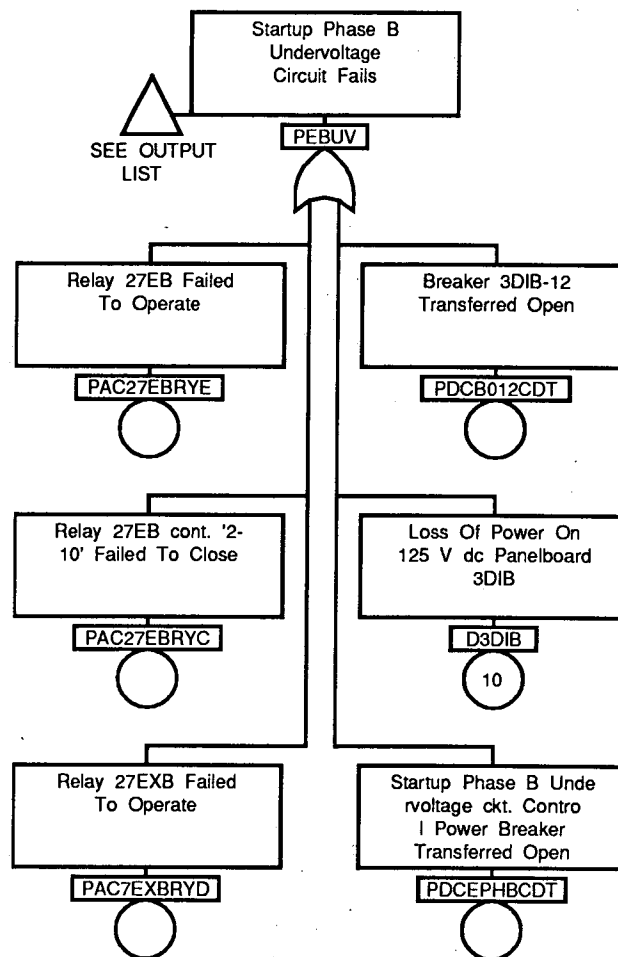 Startup Phase B
Undervoltage
Circuit Fails
SEE OUTPUT
LIST
PEBUV
Relay 27EB Failed
To Operate
PAC27EBRYE
Breaker 3DIB-12
Transferred Open
PDCB012CDT
Relay 27EB cont. '2-
10' Failed To Close
PAC27EBRYC
Loss Of Power On
125 V dc Panelboard
3DIB
D3DIB
10
Relay 27EXB Failed
To Operate
PAC7EXBRYD
Startup Phase B Unde
rvoltage ckt. Contro
l Power Breaker
Transferred Open
PDCEPHBCDT